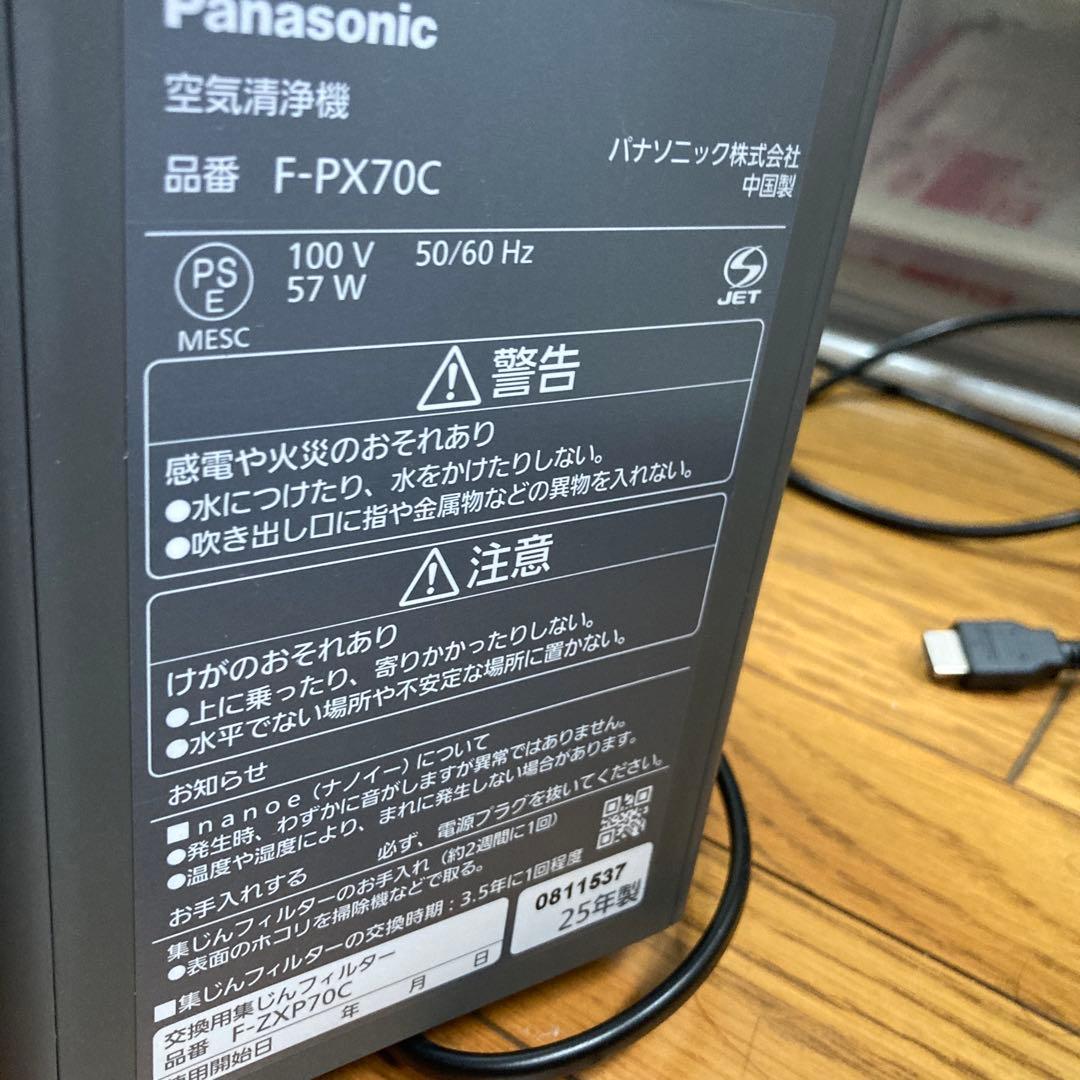 Panasonic
空気清浄機
品番 F-PX70C
パナソニック株式会社
中国製
PS
E
MESC
100 V 50/60 Hz
57 W
JET
警告
感電や火災のおそれあり
●水につけたり、水をかけたりしない。
●吹き出し口に指や金属物などの異物を入れない。
注意
けがのおそれあり
●上に乗ったり、寄りかかったりしない。
●水平でない場所や不安定な場所に置かない。
お知らせ
■nanoe（ナノイー）について
●発生時、わずかに音がしますが異常ではありません。
●温度や湿度により、まれに発生しない場合があります。
お手入れする 必ず、電源プラグを抜いてください。
集じんフィルターのお手入れ（約2週間に1回）
●表面のホコリを掃除機などで取る。
■集じんフィルターの交換時期：3.5年に1回程度
0811537
25年製
交換用集じんフィルター
品番 F-ZXP70C
使用開始日 年 月 日